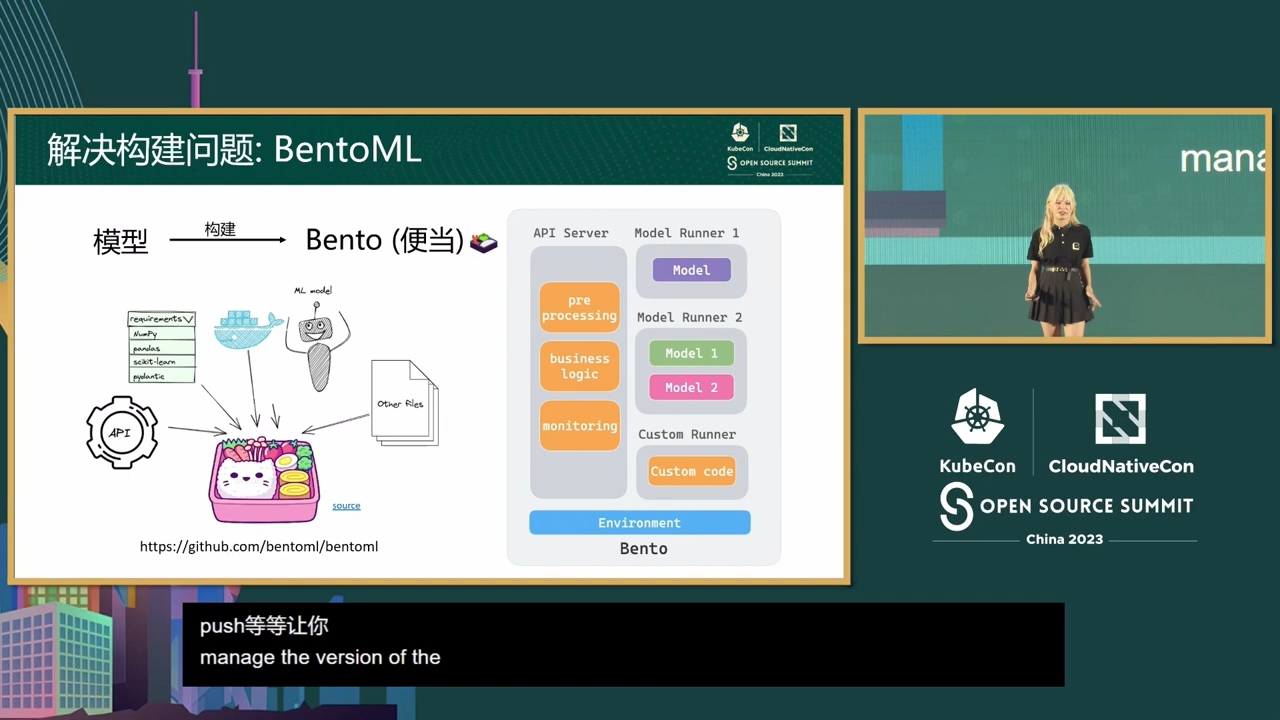 解决构建问题: BentoML
KubeCon
CloudNativeCon
OPEN SOURCE SUMMIT
China 2023
模型
构建
Bento (便当)
requirements
NumPy
pandas
scikit-learn
pydantic
ML model
API
Other files
source
https://github.com/bentoml/bentoml
API Server
pre
processing
business
logic
monitoring
Model Runner 1
Model
Model Runner 2
Model 1
Model 2
Custom Runner
Custom code
Environment
Bento
mana
KubeCon
CloudNativeCon
OPEN SOURCE SUMMIT
China 2023
push等等让你
manage the version of the